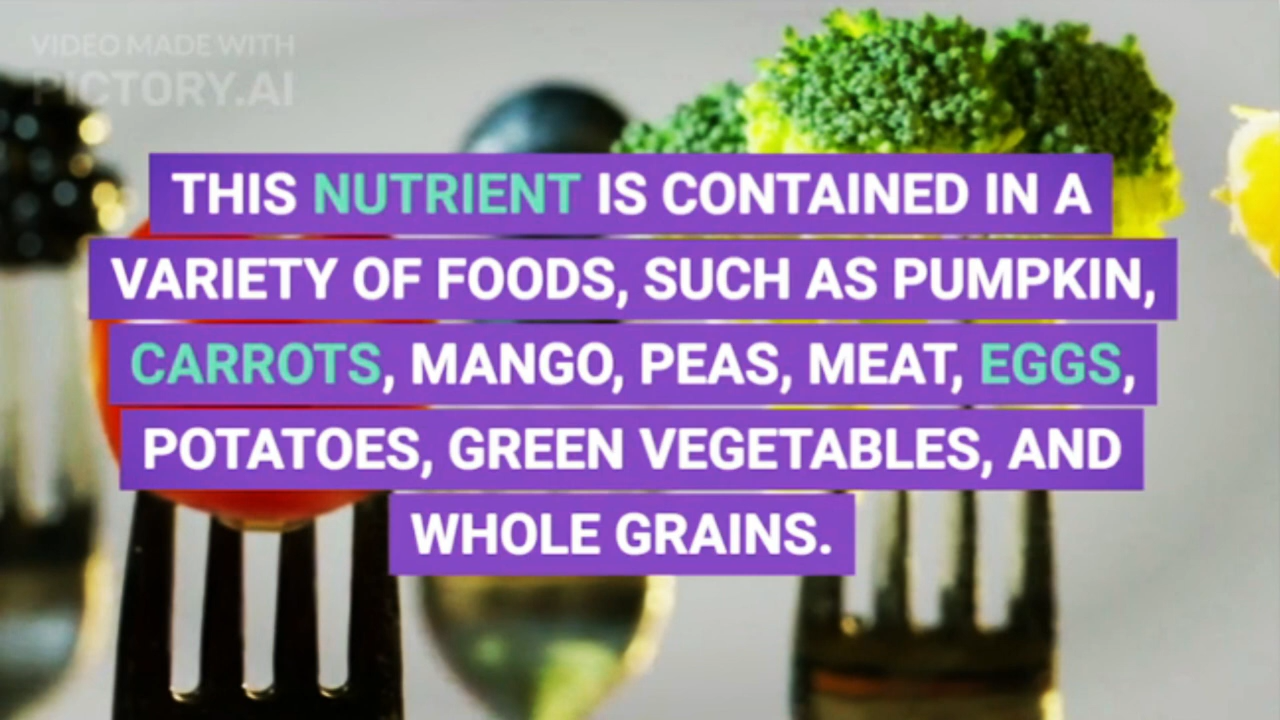 VIDEO MADE WITH
PICTORY.AI
THIS NUTRIENT IS CONTAINED IN A
VARIETY OF FOODS, SUCH AS PUMPKIN,
CARROTS, MANGO, PEAS, MEAT, EGGS,
POTATOES, GREEN VEGETABLES, AND
WHOLE GRAINS.